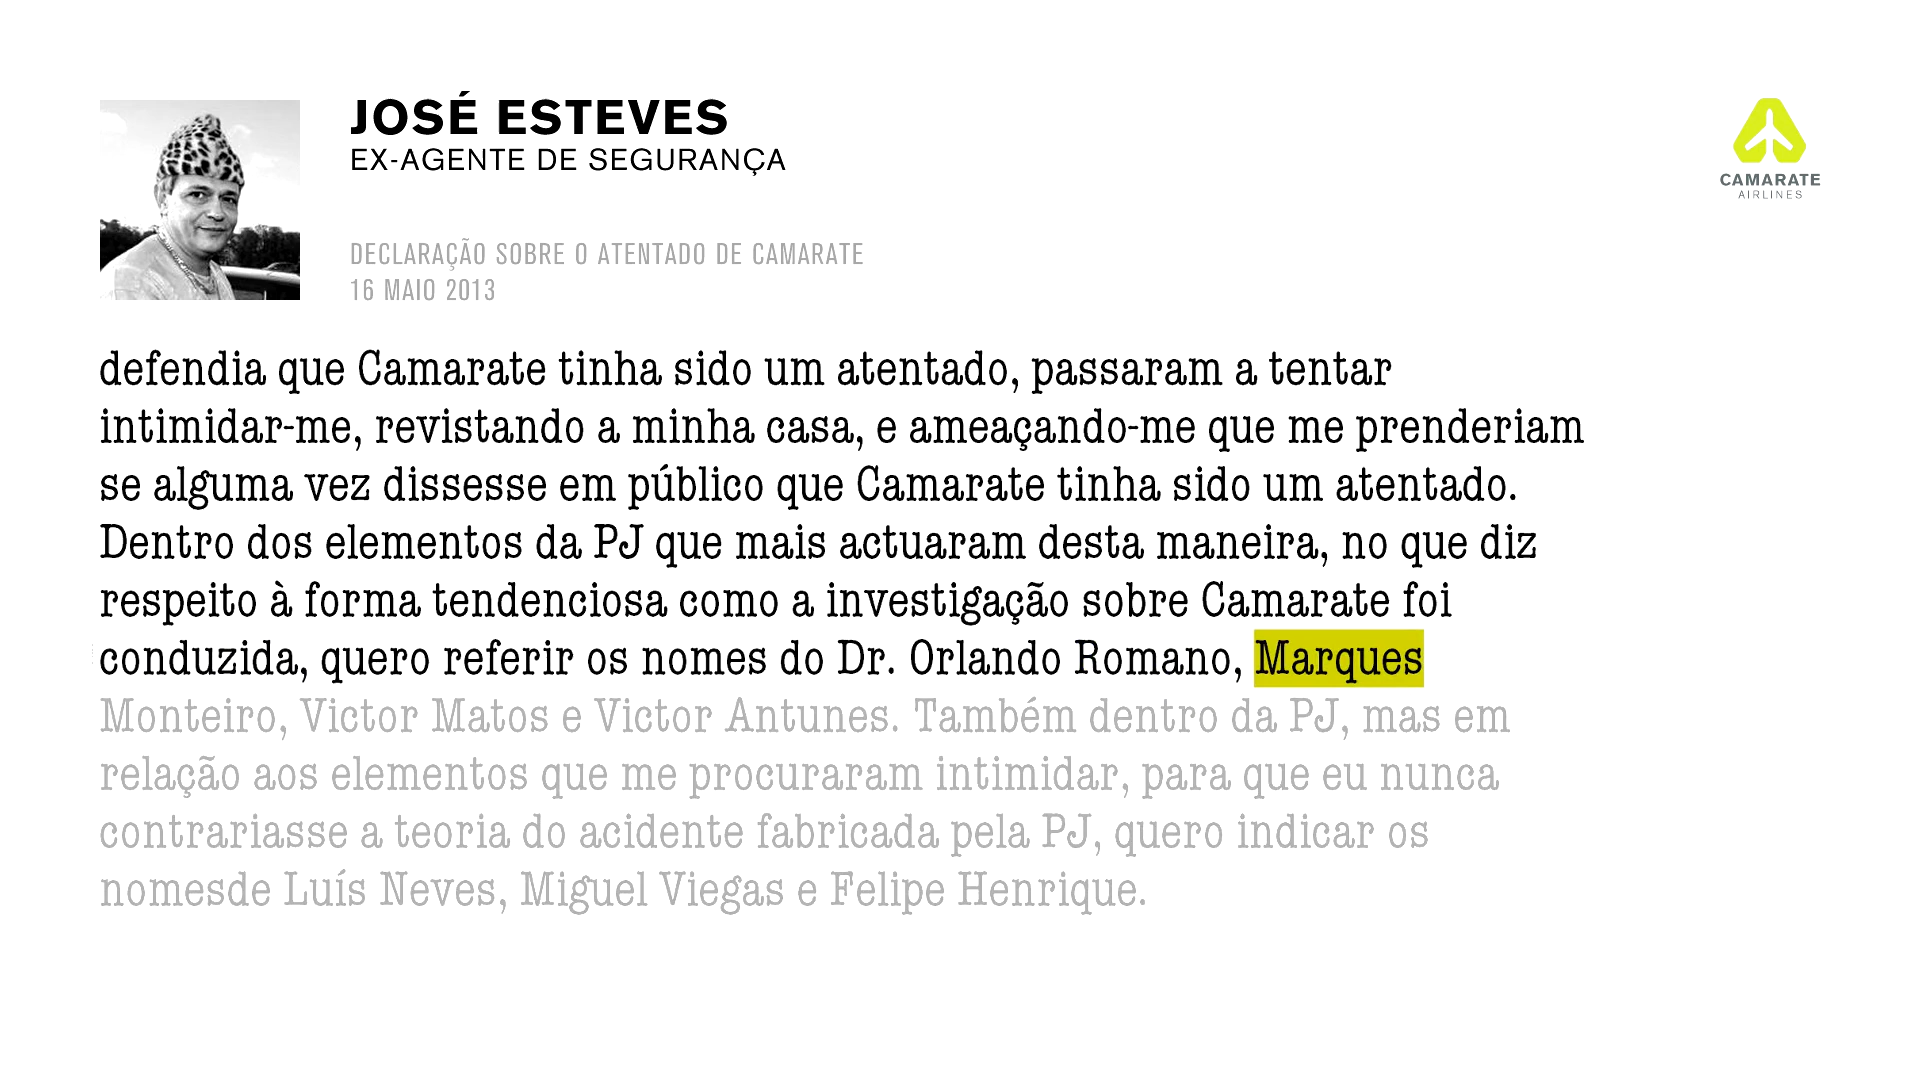 JOSÉ ESTEVES
EX-AGENTE DE SEGURANÇA
CAMARATE
AIRLINES
DECLARAÇÃO SOBRE O ATENTADO DE CAMARATE
16 MAIO 2013
defendia que Camarate tinha sido um atentado, passaram a tentar
intimidar-me, revistando a minha casa, e ameaçando-me que me prenderiam
se alguma vez dissesse em público que Camarate tinha sido um atentado.
Dentro dos elementos da PJ que mais actuaram desta maneira, no que diz
respeito à forma tendenciosa como a investigação sobre Camarate foi
conduzida, quero referir os nomes do Dr. Orlando Romano, Marques
Monteiro, Victor Matos e Victor Antunes. Também dentro da PJ, mas em
relação aos elementos que me procuraram intimidar, para que eu nunca
contrariasse a teoria do acidente fabricada pela PJ, quero indicar os
nomesde Luís Neves, Miguel Viegas e Felipe Henrique.